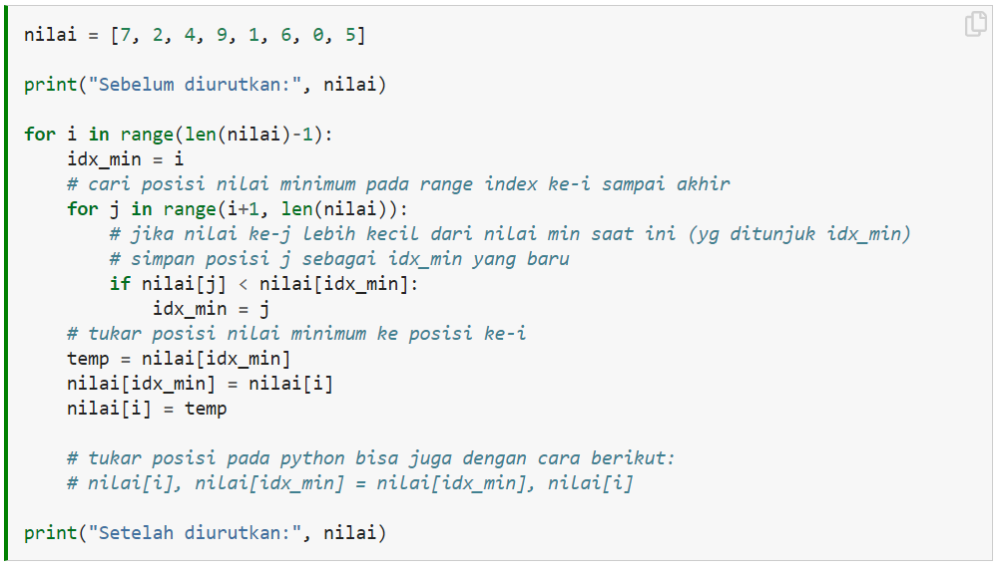 nilai = [7, 2, 4, 9, 1, 6, 0, 5]
print("Sebelum diurutkan:", nilai)
for i in range(len(nilai)-1):
    idx_min = i
    # cari posisi nilai minimum pada range index ke-i sampai akhir
    for j in range(i+1, len(nilai)):
        # jika nilai ke-j lebih kecil dari nilai min saat ini (yg ditunjuk idx_min)
        # simpan posisi j sebagai idx_min yang baru
        if nilai[j] < nilai[idx_min]:
            idx_min = j
    # tukar posisi nilai minimum ke posisi ke-i
    temp = nilai[idx_min]
    nilai[idx_min] = nilai[i]
    nilai[i] = temp
    # tukar posisi pada python bisa juga dengan cara berikut:
    # nilai[i], nilai[idx_min] = nilai[idx_min], nilai[i]
print("Setelah diurutkan:", nilai)